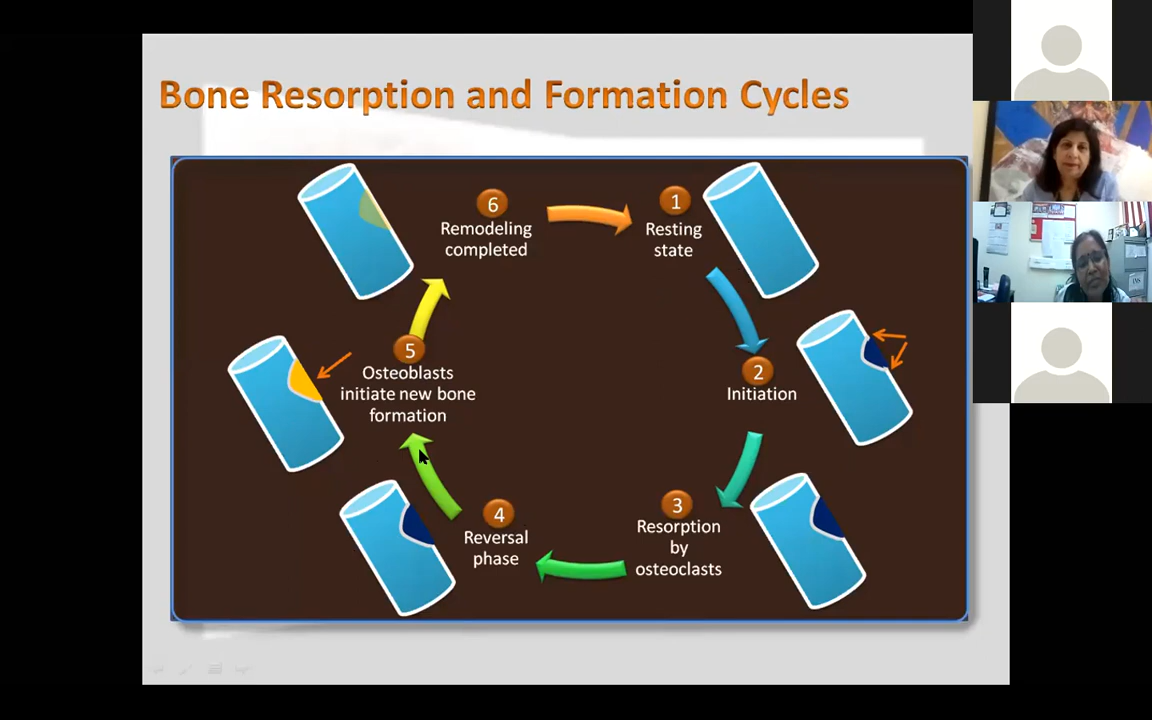 Bone Resorption and Formation Cycles
1
Resting
state
2
Initiation
3
Resorption
by
osteoclasts
4
Reversal
phase
5
Osteoblasts
initiate new bone
formation
6
Remodeling
completed